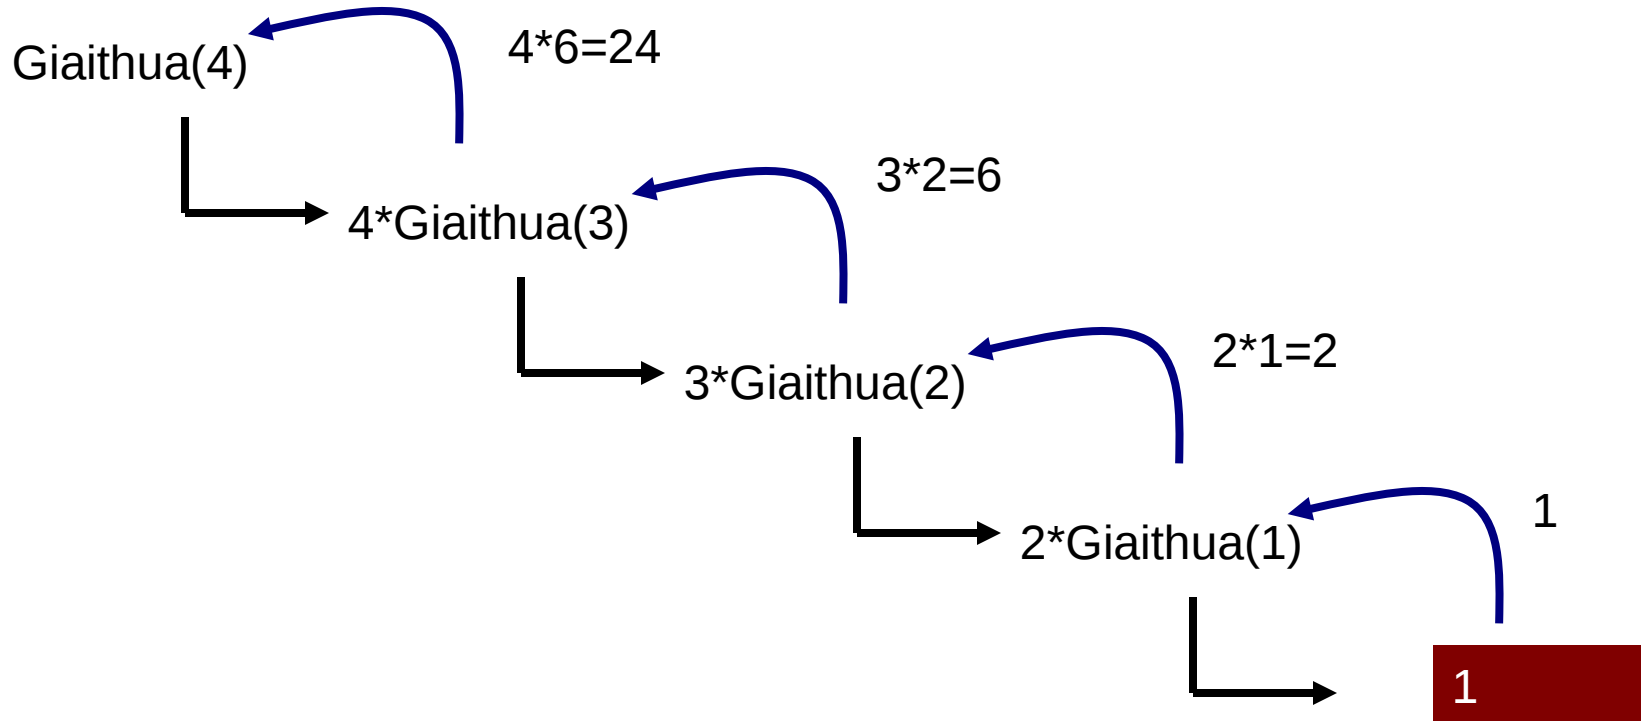 Giaithua(4)
4*6=24
4*Giaithua(3)
3*2=6
3*Giaithua(2)
2*1=2
2*Giaithua(1)
1
1